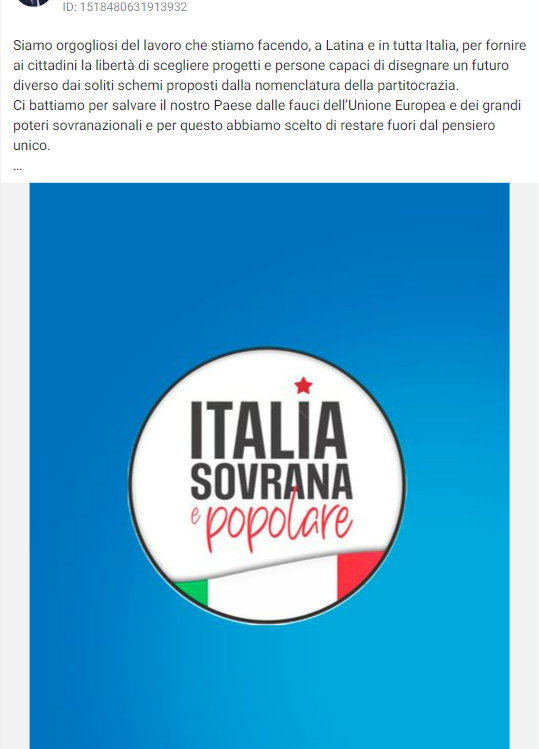 ID: 1518480631913932
Siamo orgogliosi del lavoro che stiamo facendo, a Latina e in tutta Italia, per fornire
ai cittadini la libertà di scegliere progetti e persone capaci di disegnare un futuro
diverso dai soliti schemi proposti dalla nomenclatura della partitocrazia.
Ci battiamo per salvare il nostro Paese dalle fauci dell'Unione Europea e dei grandi
poteri sovranazionali e per questo abbiamo scelto di restare fuori dal pensiero
unico.
...
ITALIA
SOVRANA
e popolare